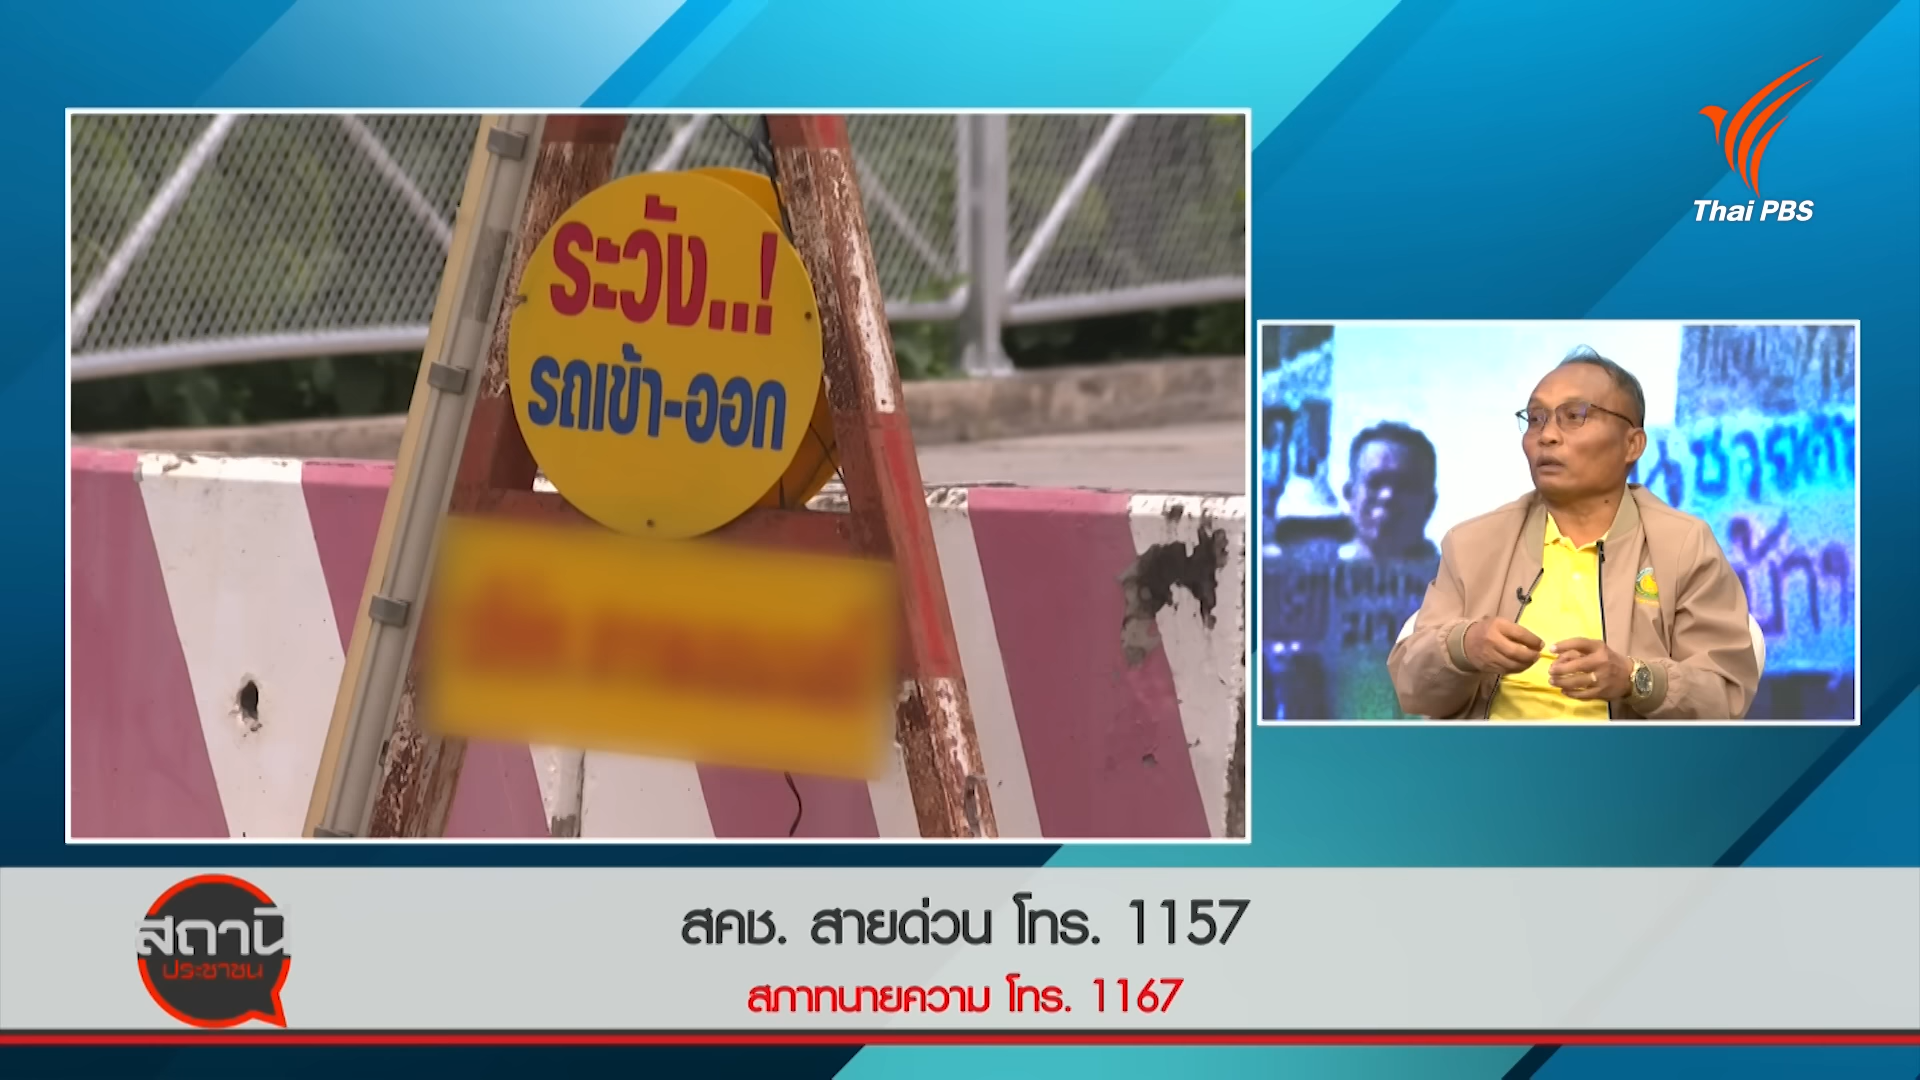 Thai PBS
ระวัง...!
รถเข้า-ออก
สถานี
ประชาชน
สคช. สายด่วน โทร. 1157
สภาทนายความ โทร. 1167